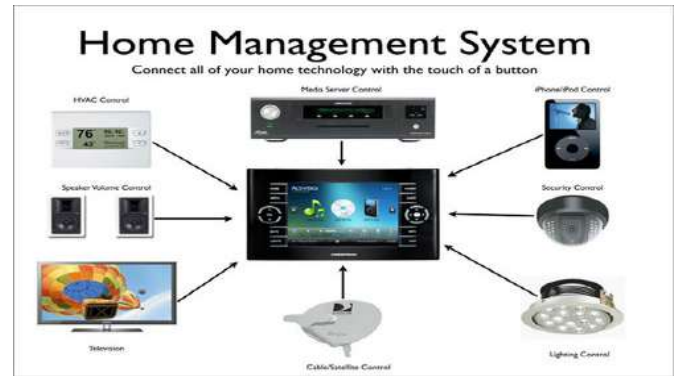 Home Management System
Connect all of your home technology with the touch of a button
Media Server Control
iPhone/iPod Control
HVAC Control
76°
Speaker Volume Control
Security Control
Television
Cable/Satellite Control
Lighting Control